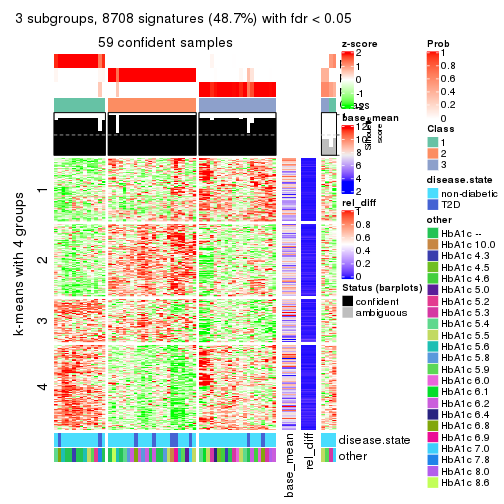 3 subgroups, 8708 signatures (48.7%) with fdr < 0.05
59 confident samples
k-means with 4 groups
1
2
3
4
base_mean
rel_diff
disease.state
other
z-score
2
1
0
-1
-2
base_mean
12
10
8
6
4
2
score
rel_diff
1
0.8
0.6
0.4
0.2
0
Status (barplots)
confident
ambiguous
Prob
1
0.8
0.6
0.4
0.2
0
Class
1
2
3
disease.state
non-diabetic
T2D
other
HbA1c --
HbA1c 10.0
HbA1c 4.3
HbA1c 4.5
HbA1c 4.6
HbA1c 5.0
HbA1c 5.2
HbA1c 5.3
HbA1c 5.4
HbA1c 5.5
HbA1c 5.6
HbA1c 5.8
HbA1c 5.9
HbA1c 6.0
HbA1c 6.1
HbA1c 6.2
HbA1c 6.4
HbA1c 6.8
HbA1c 6.9
HbA1c 7.0
HbA1c 7.8
HbA1c 8.0
HbA1c 8.6